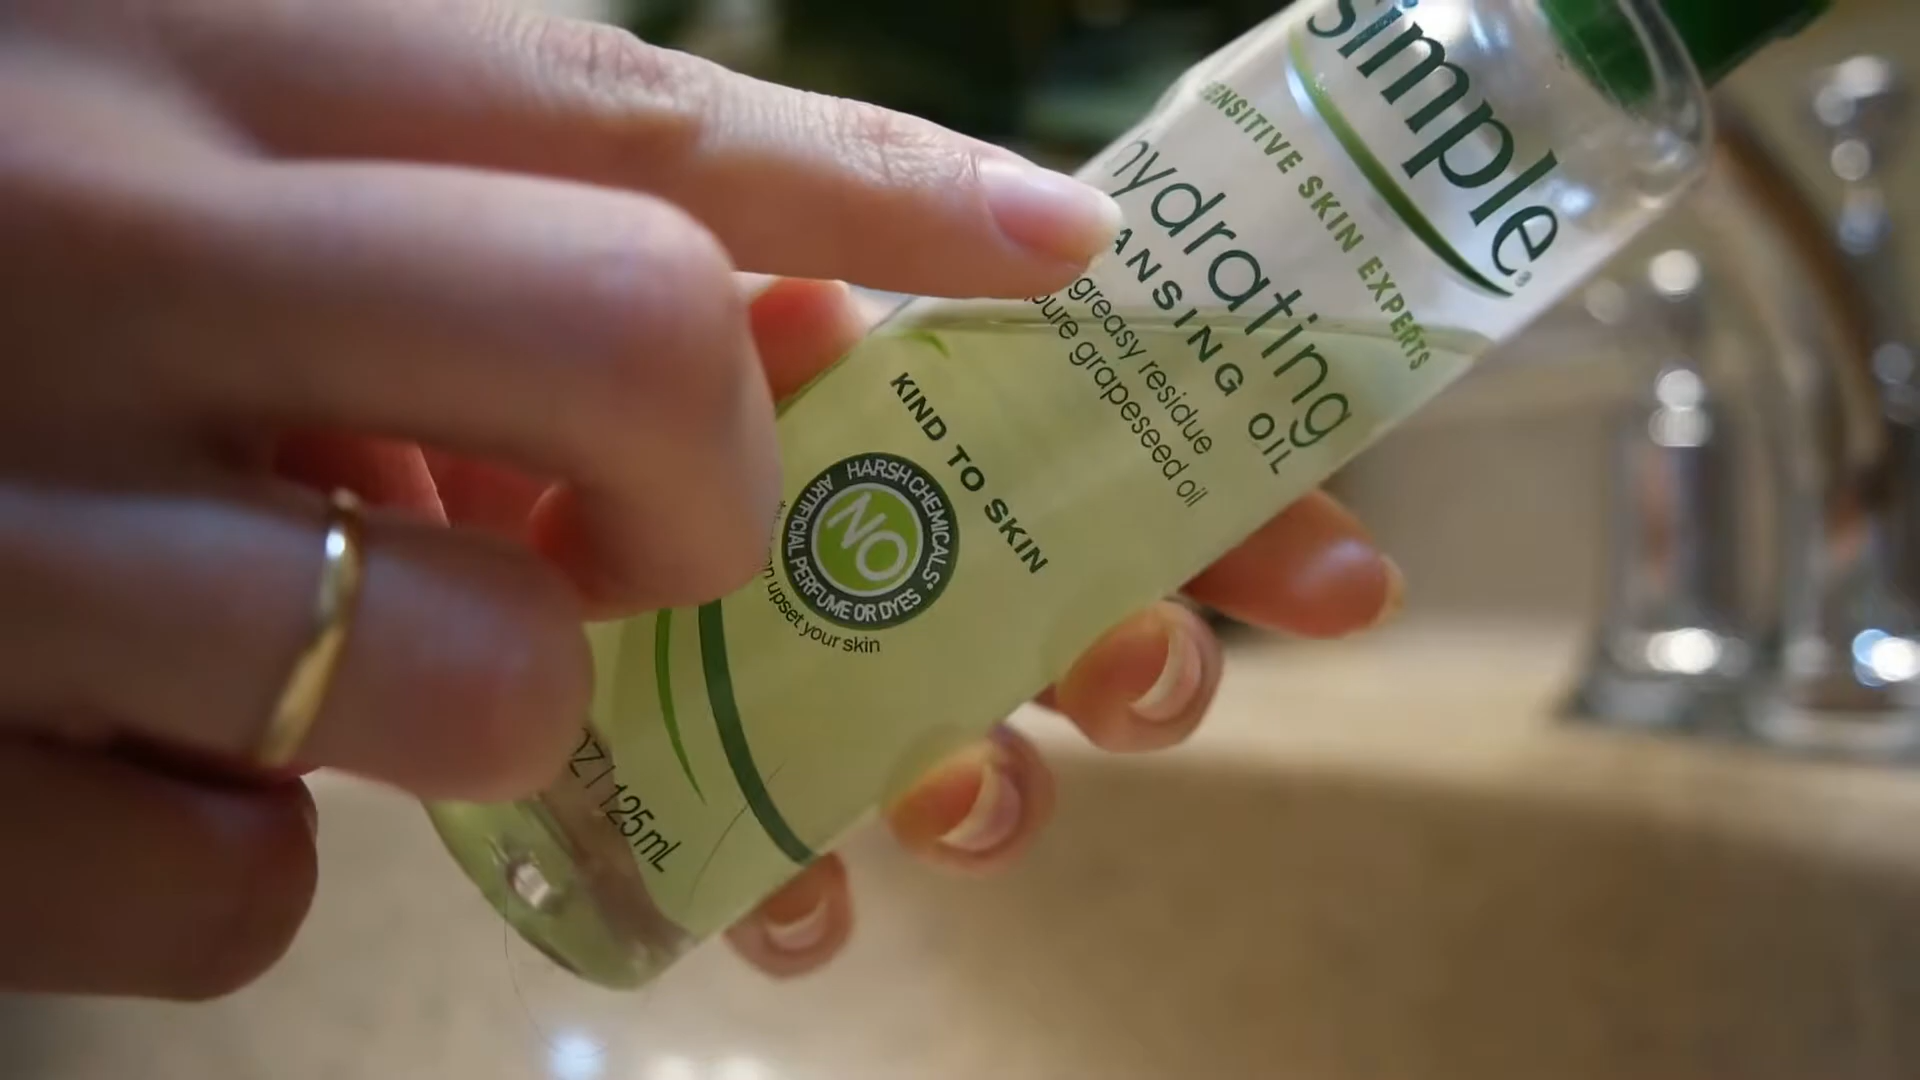 simple®
SENSITIVE SKIN EXPERTS
hydrating
ANSING OIL
greasy residue
pure grapeseed oil
KIND TO SKIN
NO
HARSH CHEMICALS*
ARTIFICIAL PERFUME OR DYES
upset your skin
OZ / 125mL